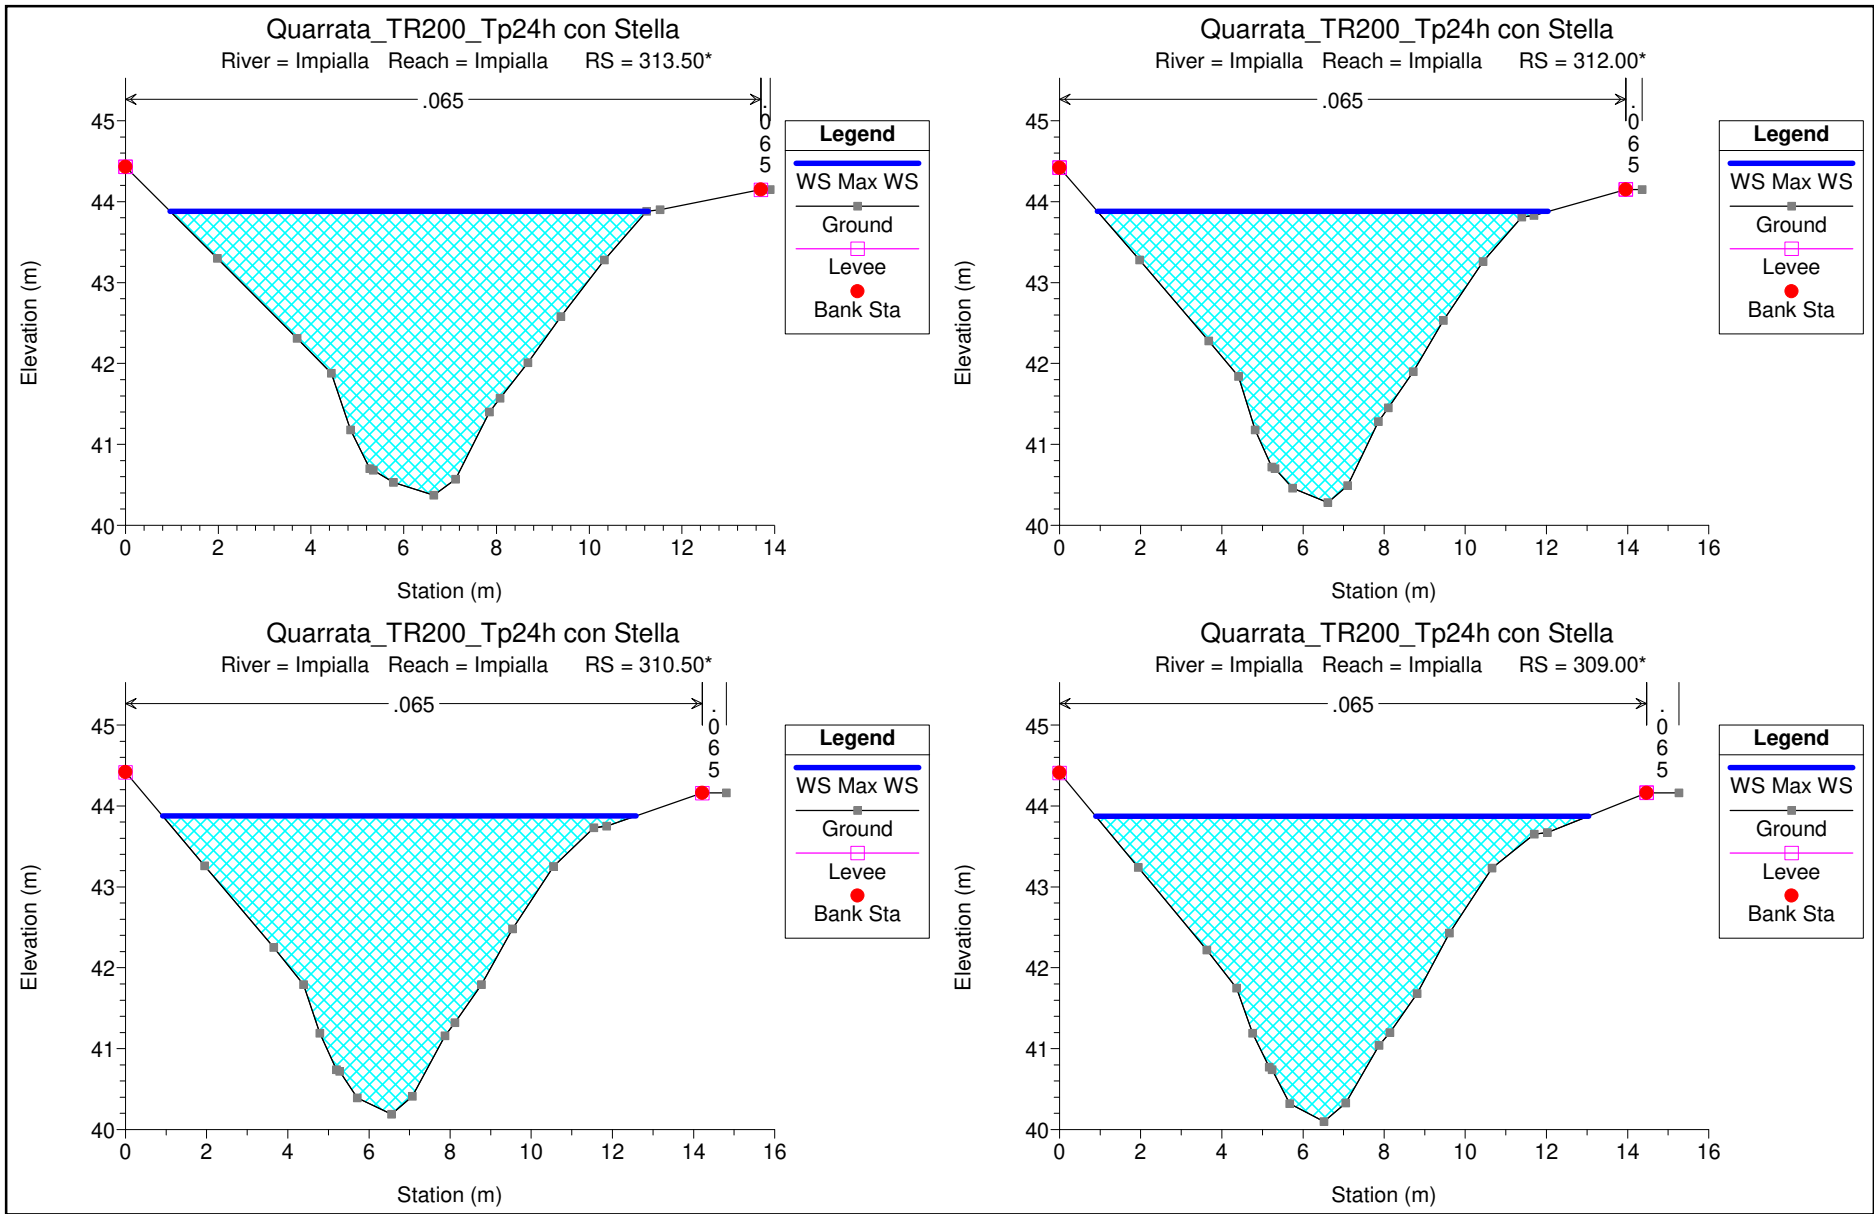 Quarrata_TR200_Tp24h con Stella
River = Impialla Reach = Impialla RS = 313.50*
.065
.
0
6
5
45
44
43
42
41
40
Elevation (m)
0 2 4 6 8 10 12 14
Station (m)
Legend
WS Max WS
Ground
Levee
Bank Sta
Quarrata_TR200_Tp24h con Stella
River = Impialla Reach = Impialla RS = 312.00*
.065
.
0
6
5
45
44
43
42
41
40
Elevation (m)
0 2 4 6 8 10 12 14 16
Station (m)
Legend
WS Max WS
Ground
Levee
Bank Sta
Quarrata_TR200_Tp24h con Stella
River = Impialla Reach = Impialla RS = 310.50*
.065
.
0
6
5
45
44
43
42
41
40
Elevation (m)
0 2 4 6 8 10 12 14 16
Station (m)
Legend
WS Max WS
Ground
Levee
Bank Sta
Quarrata_TR200_Tp24h con Stella
River = Impialla Reach = Impialla RS = 309.00*
.065
.
0
6
5
45
44
43
42
41
40
Elevation (m)
0 2 4 6 8 10 12 14 16
Station (m)
Legend
WS Max WS
Ground
Levee
Bank Sta